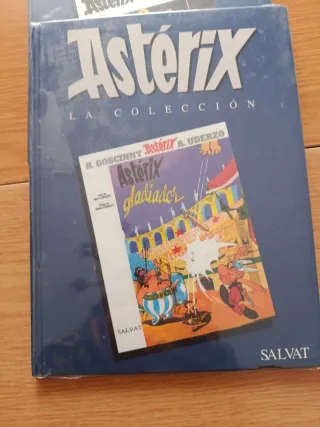 Astérix
LA COLECCIÓN
R. GOSCINNY Astérix A. UDERZO
Astérix
gladiador
SALVAT
SALVAT